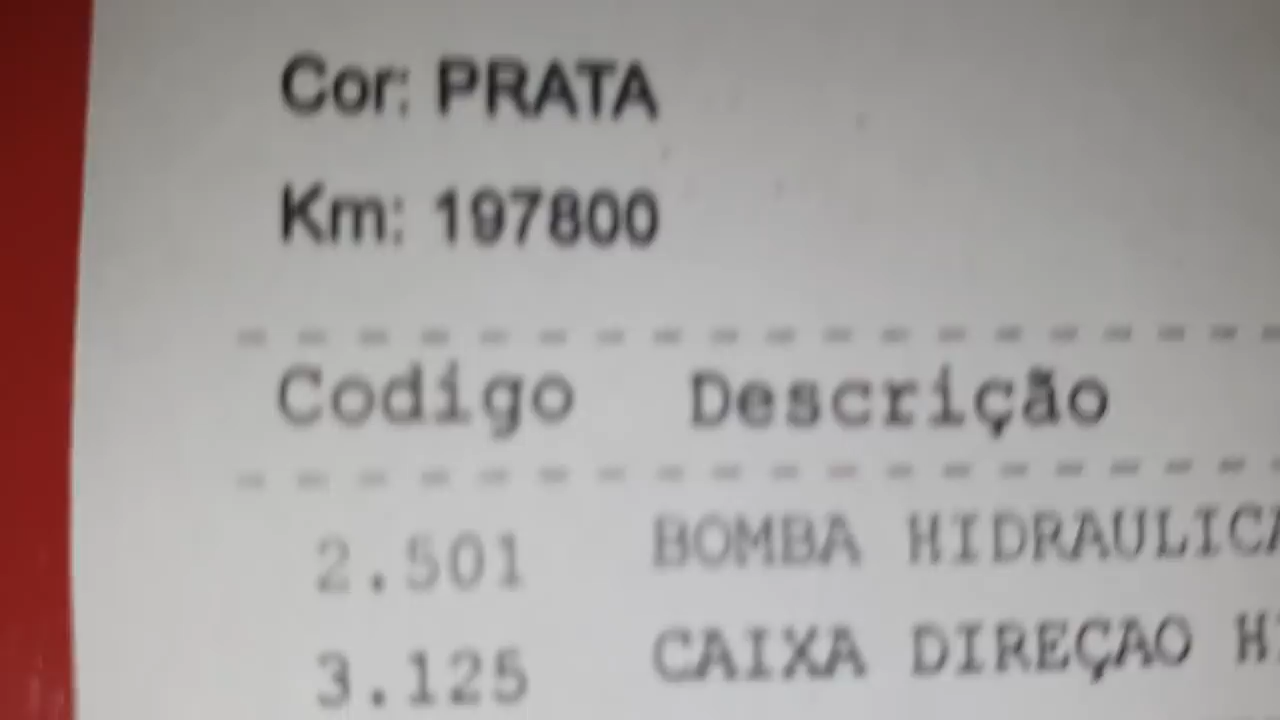 Cor: PRATA
Km: 197800
Codigo Descrição
2.501 BOMBA HIDRAULICA
3.125 CAIXA DIREÇAO